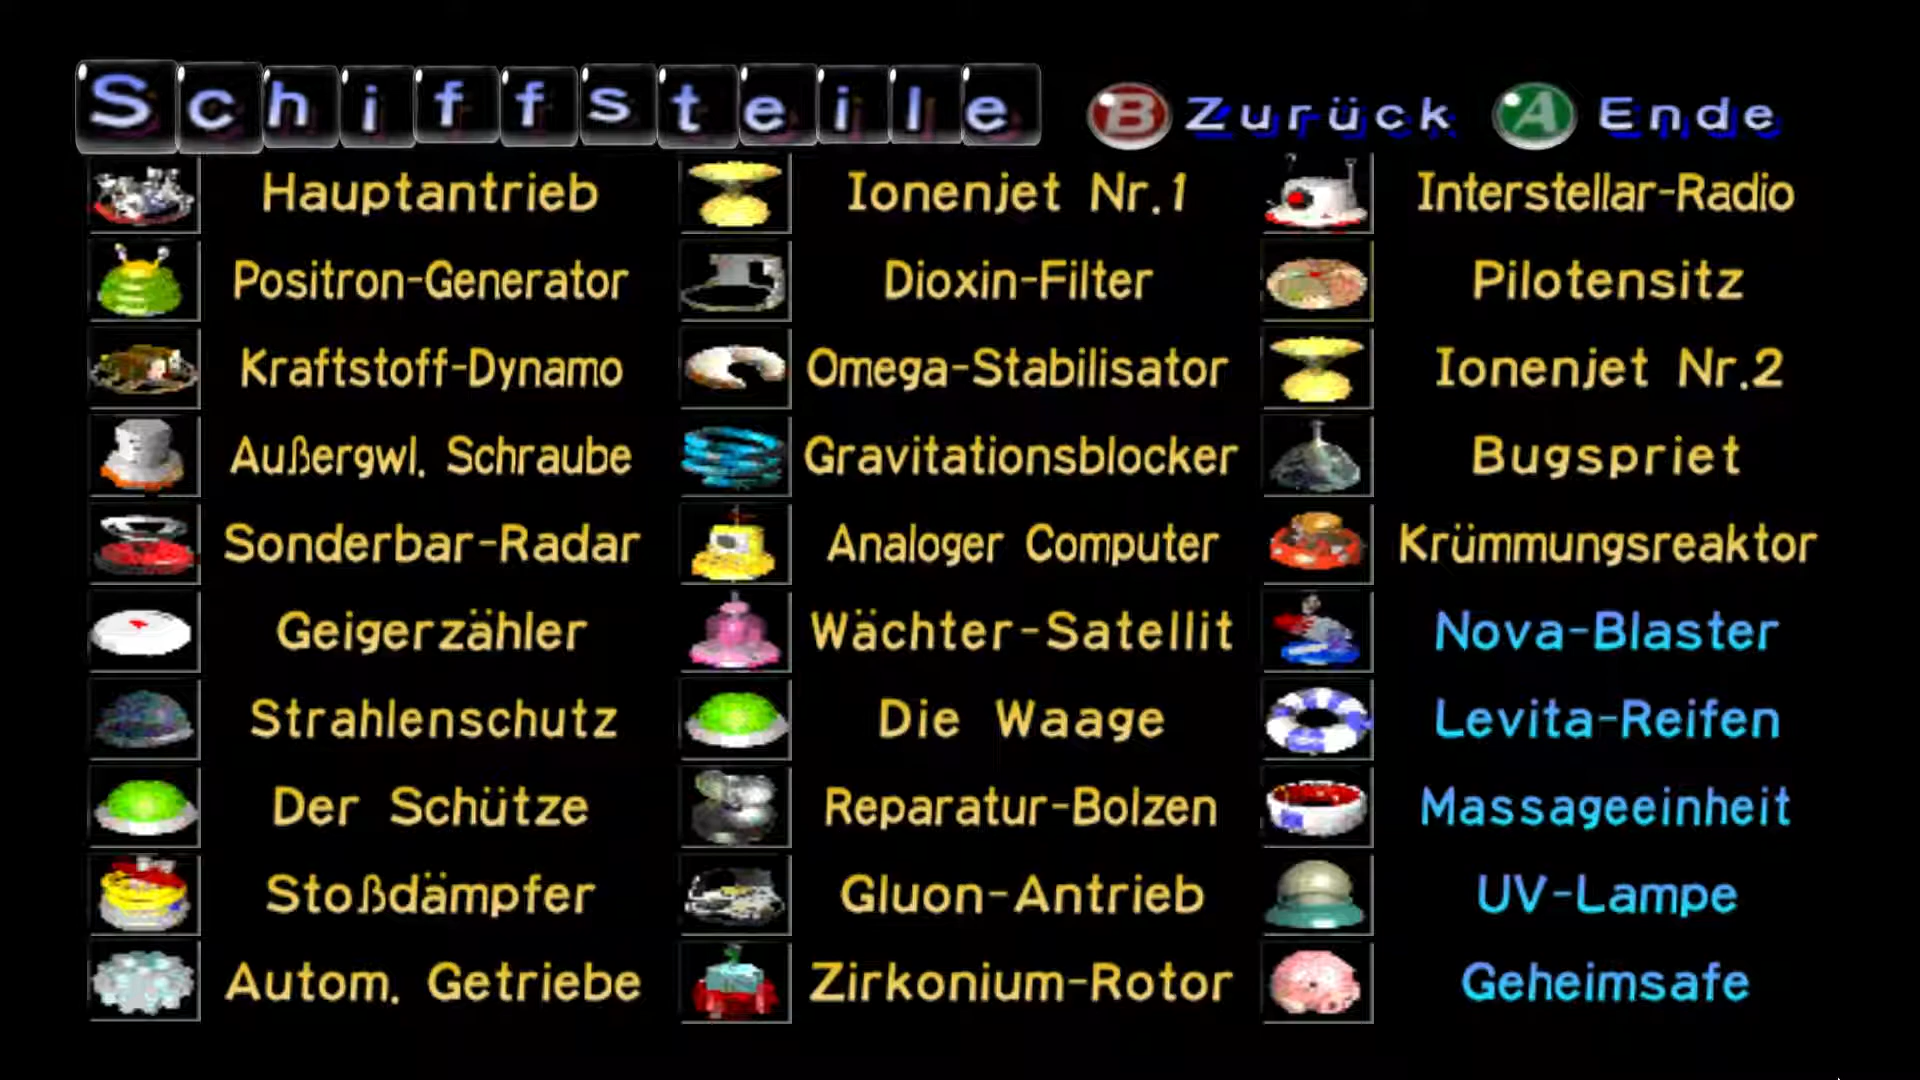 Schiffsteile B Zurück A Ende
Hauptantrieb Ionenjet Nr.1 Interstellar-Radio
Positron-Generator Dioxin-Filter Pilotensitz
Kraftstoff-Dynamo Omega-Stabilisator Ionenjet Nr.2
Außergwl. Schraube Gravitationsblocker Bugspriet
Sonderbar-Radar Analoger Computer Krümmungsreaktor
Geigerzähler Wächter-Satellit Nova-Blaster
Strahlenschutz Die Waage Levita-Reifen
Der Schütze Reparatur-Bolzen Massageeinheit
Stoßdämpfer Gluon-Antrieb UV-Lampe
Autom. Getriebe Zirkonium-Rotor Geheimsafe